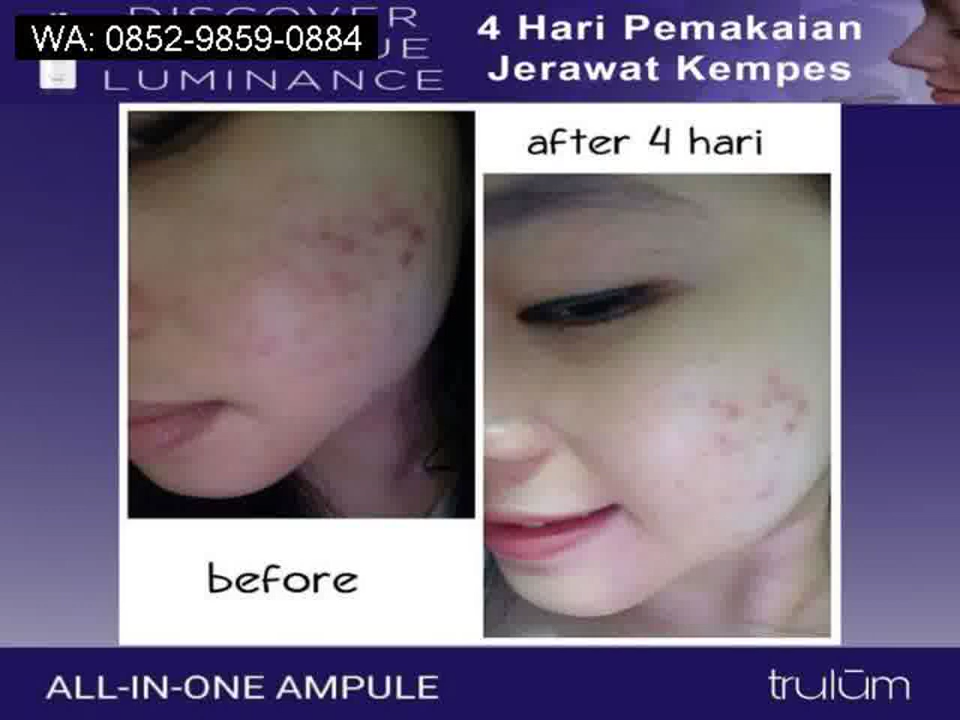 DISCOVER
WA: 0852-9859-0884
LUMINANCE
4 Hari Pemakaian
Jerawat Kempes
after 4 hari
before
ALL-IN-ONE AMPULE
trulūm